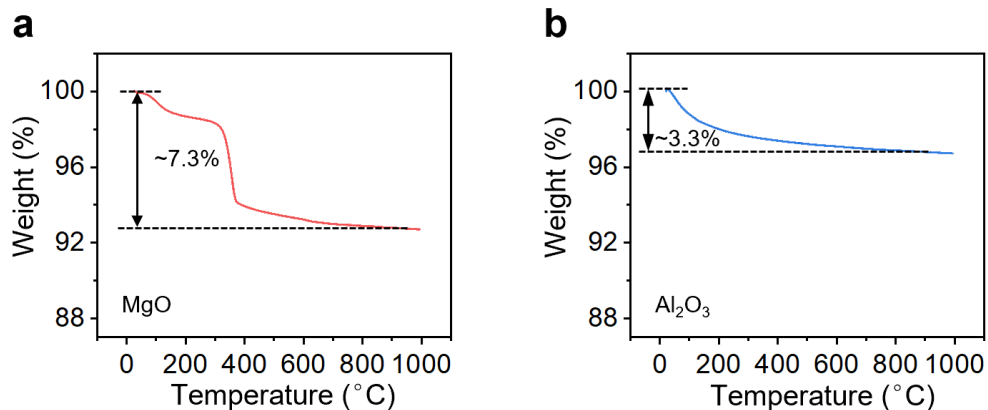 a
100
96
92
88
Weight (%)
~7.3%
MgO
0 200 400 600 800 1000
Temperature (°C)
b
100
96
92
88
Weight (%)
~3.3%
Al₂O₃
0 200 400 600 800 1000
Temperature (°C)